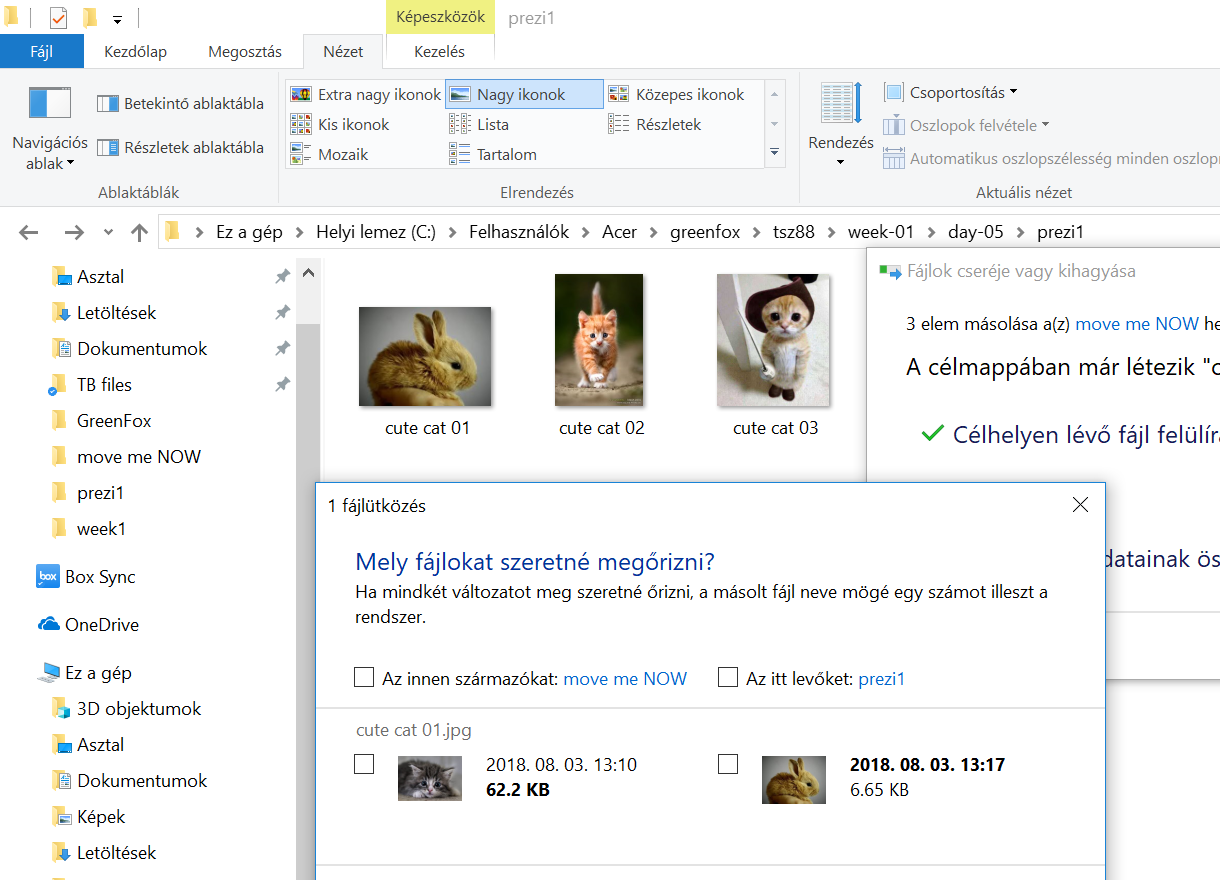 Képeszközök
prezi1
Fájl
Kezdőlap
Megosztás
Nézet
Kezelés
Navigációs
ablak
Betekintő ablaktábla
Részletek ablaktábla
Ablaktáblák
Extra nagy ikonok
Nagy ikonok
Közepes ikonok
Kis ikonok
Lista
Részletek
Mozaik
Tartalom
Elrendezés
Rendezés
Csoportosítás
Oszlopok felvétele
Automatikus oszlopszélesség minden oszlop
Aktuális nézet
Ez a gép > Helyi lemez (C:) > Felhasználók > Acer > greenfox > tsz88 > week-01 > day-05 > prezi1
Asztal
Letöltések
Dokumentumok
TB files
GreenFox
move me NOW
prezi1
week1
box
Box Sync
OneDrive
Ez a gép
3D objektumok
Asztal
Dokumentumok
Képek
Letöltések
cute cat 01
cute cat 02
cute cat 03
Fájlok cseréje vagy kihagyása
3 elem másolása a(z) move me NOW he
A célmappában már létezik "c
Célhelyen lévő fájl felülíra
datainak ös
1 fájlütközés
Mely fájlokat szeretné megőrizni?
Ha mindkét változatot meg szeretné őrizni, a másolt fájl neve mögé egy számot illeszt a
rendszer.
Az innen származókat: move me NOW
Az itt levőket: prezi1
cute cat 01.jpg
2018. 08. 03. 13:10
62.2 KB
2018. 08. 03. 13:17
6.65 KB